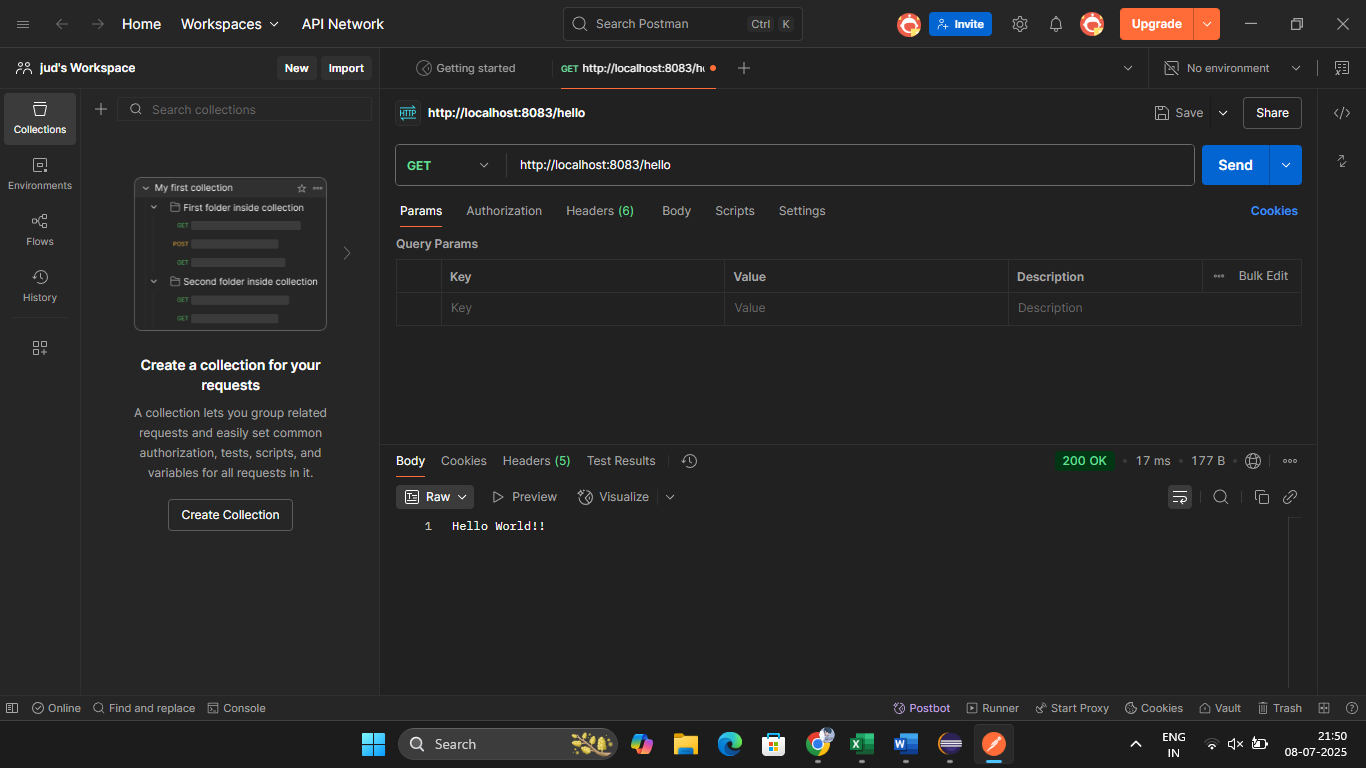 Home Workspaces API Network Search Postman Ctrl K Invite Upgrade
jud's Workspace New Import Getting started GET http://localhost:8083/he No environment
Collections
Environments
Flows
History
Search collections
My first collection
First folder inside collection
GET
POST
GET
Second folder inside collection
GET
GET
Create a collection for your
requests
A collection lets you group related
requests and easily set common
authorization, tests, scripts, and
variables for all requests in it.
Create Collection
HTTP http://localhost:8083/hello Save Share
GET http://localhost:8083/hello Send
Params Authorization Headers (6) Body Scripts Settings Cookies
Query Params
Key Value Description Bulk Edit
Key Value Description
Body Cookies Headers (5) Test Results 200 OK 17 ms 177 B
Raw Preview Visualize
1 Hello World!!
Online Find and replace Console Postbot Runner Start Proxy Cookies Vault Trash
Search ENG 21:50
IN 08-07-2025